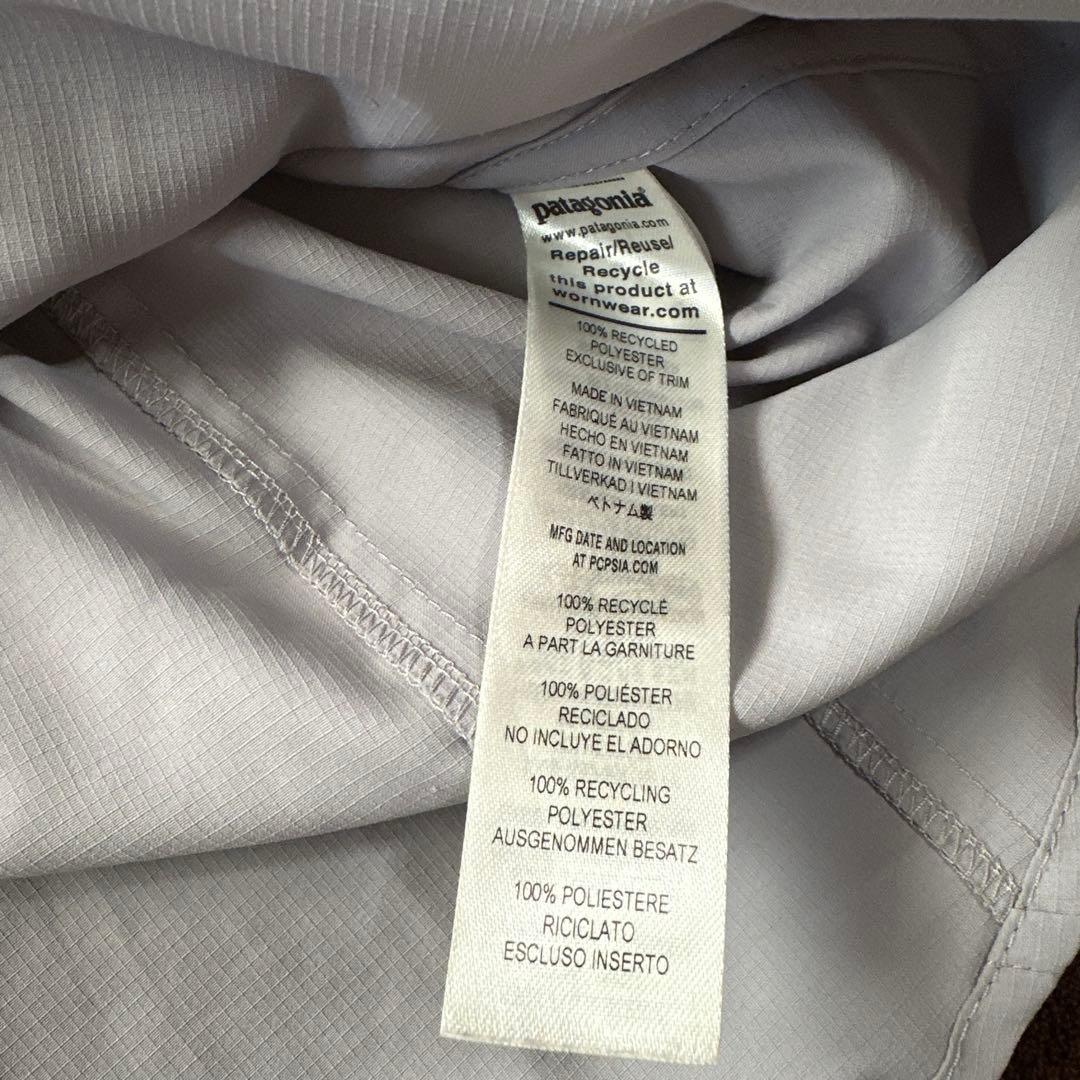 patagonia®
www.patagonia.com
Repair/Reuse/
Recycle
this product at
wornwear.com
100% RECYCLED
POLYESTER
EXCLUSIVE OF TRIM
MADE IN VIETNAM
FABRIQUÉ AU VIETNAM
HECHO EN VIETNAM
FATTO IN VIETNAM
TILLVERKAD I VIETNAM
ベトナム製
MFG DATE AND LOCATION
AT PCPSIA.COM
100% RECYCLÉ
POLYESTER
A PART LA GARNITURE
100% POLIÉSTER
RECICLADO
NO INCLUYE EL ADORNO
100% RECYCLING
POLYESTER
AUSGENOMMEN BESATZ
100% POLIESTERE
RICICLATO
ESCLUSO INSERTO